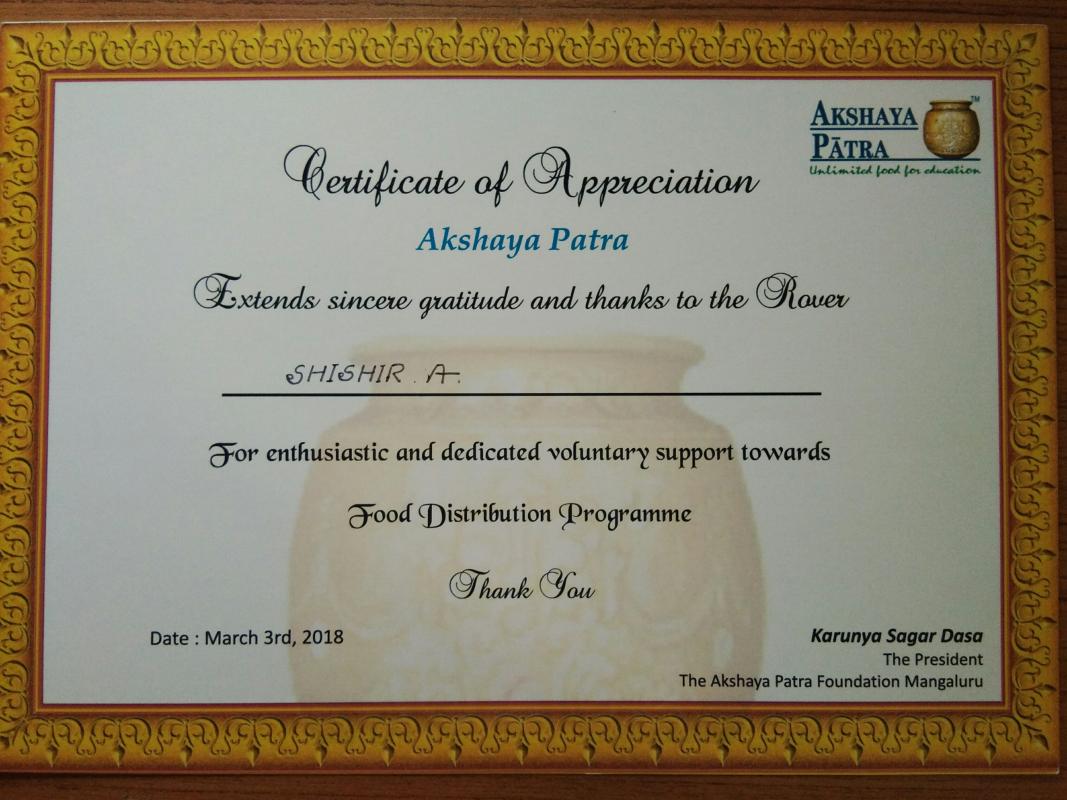 AKSHAYA
PĀTRA
TM
Unlimited food for education
Certificate of Appreciation
Akshaya Patra
Extends sincere gratitude and thanks to the Rover
SHISHIR . A.
For enthusiastic and dedicated voluntary support towards
Food Distribution Programme
Thank You
Date : March 3rd, 2018
Karunya Sagar Dasa
The President
The Akshaya Patra Foundation Mangaluru